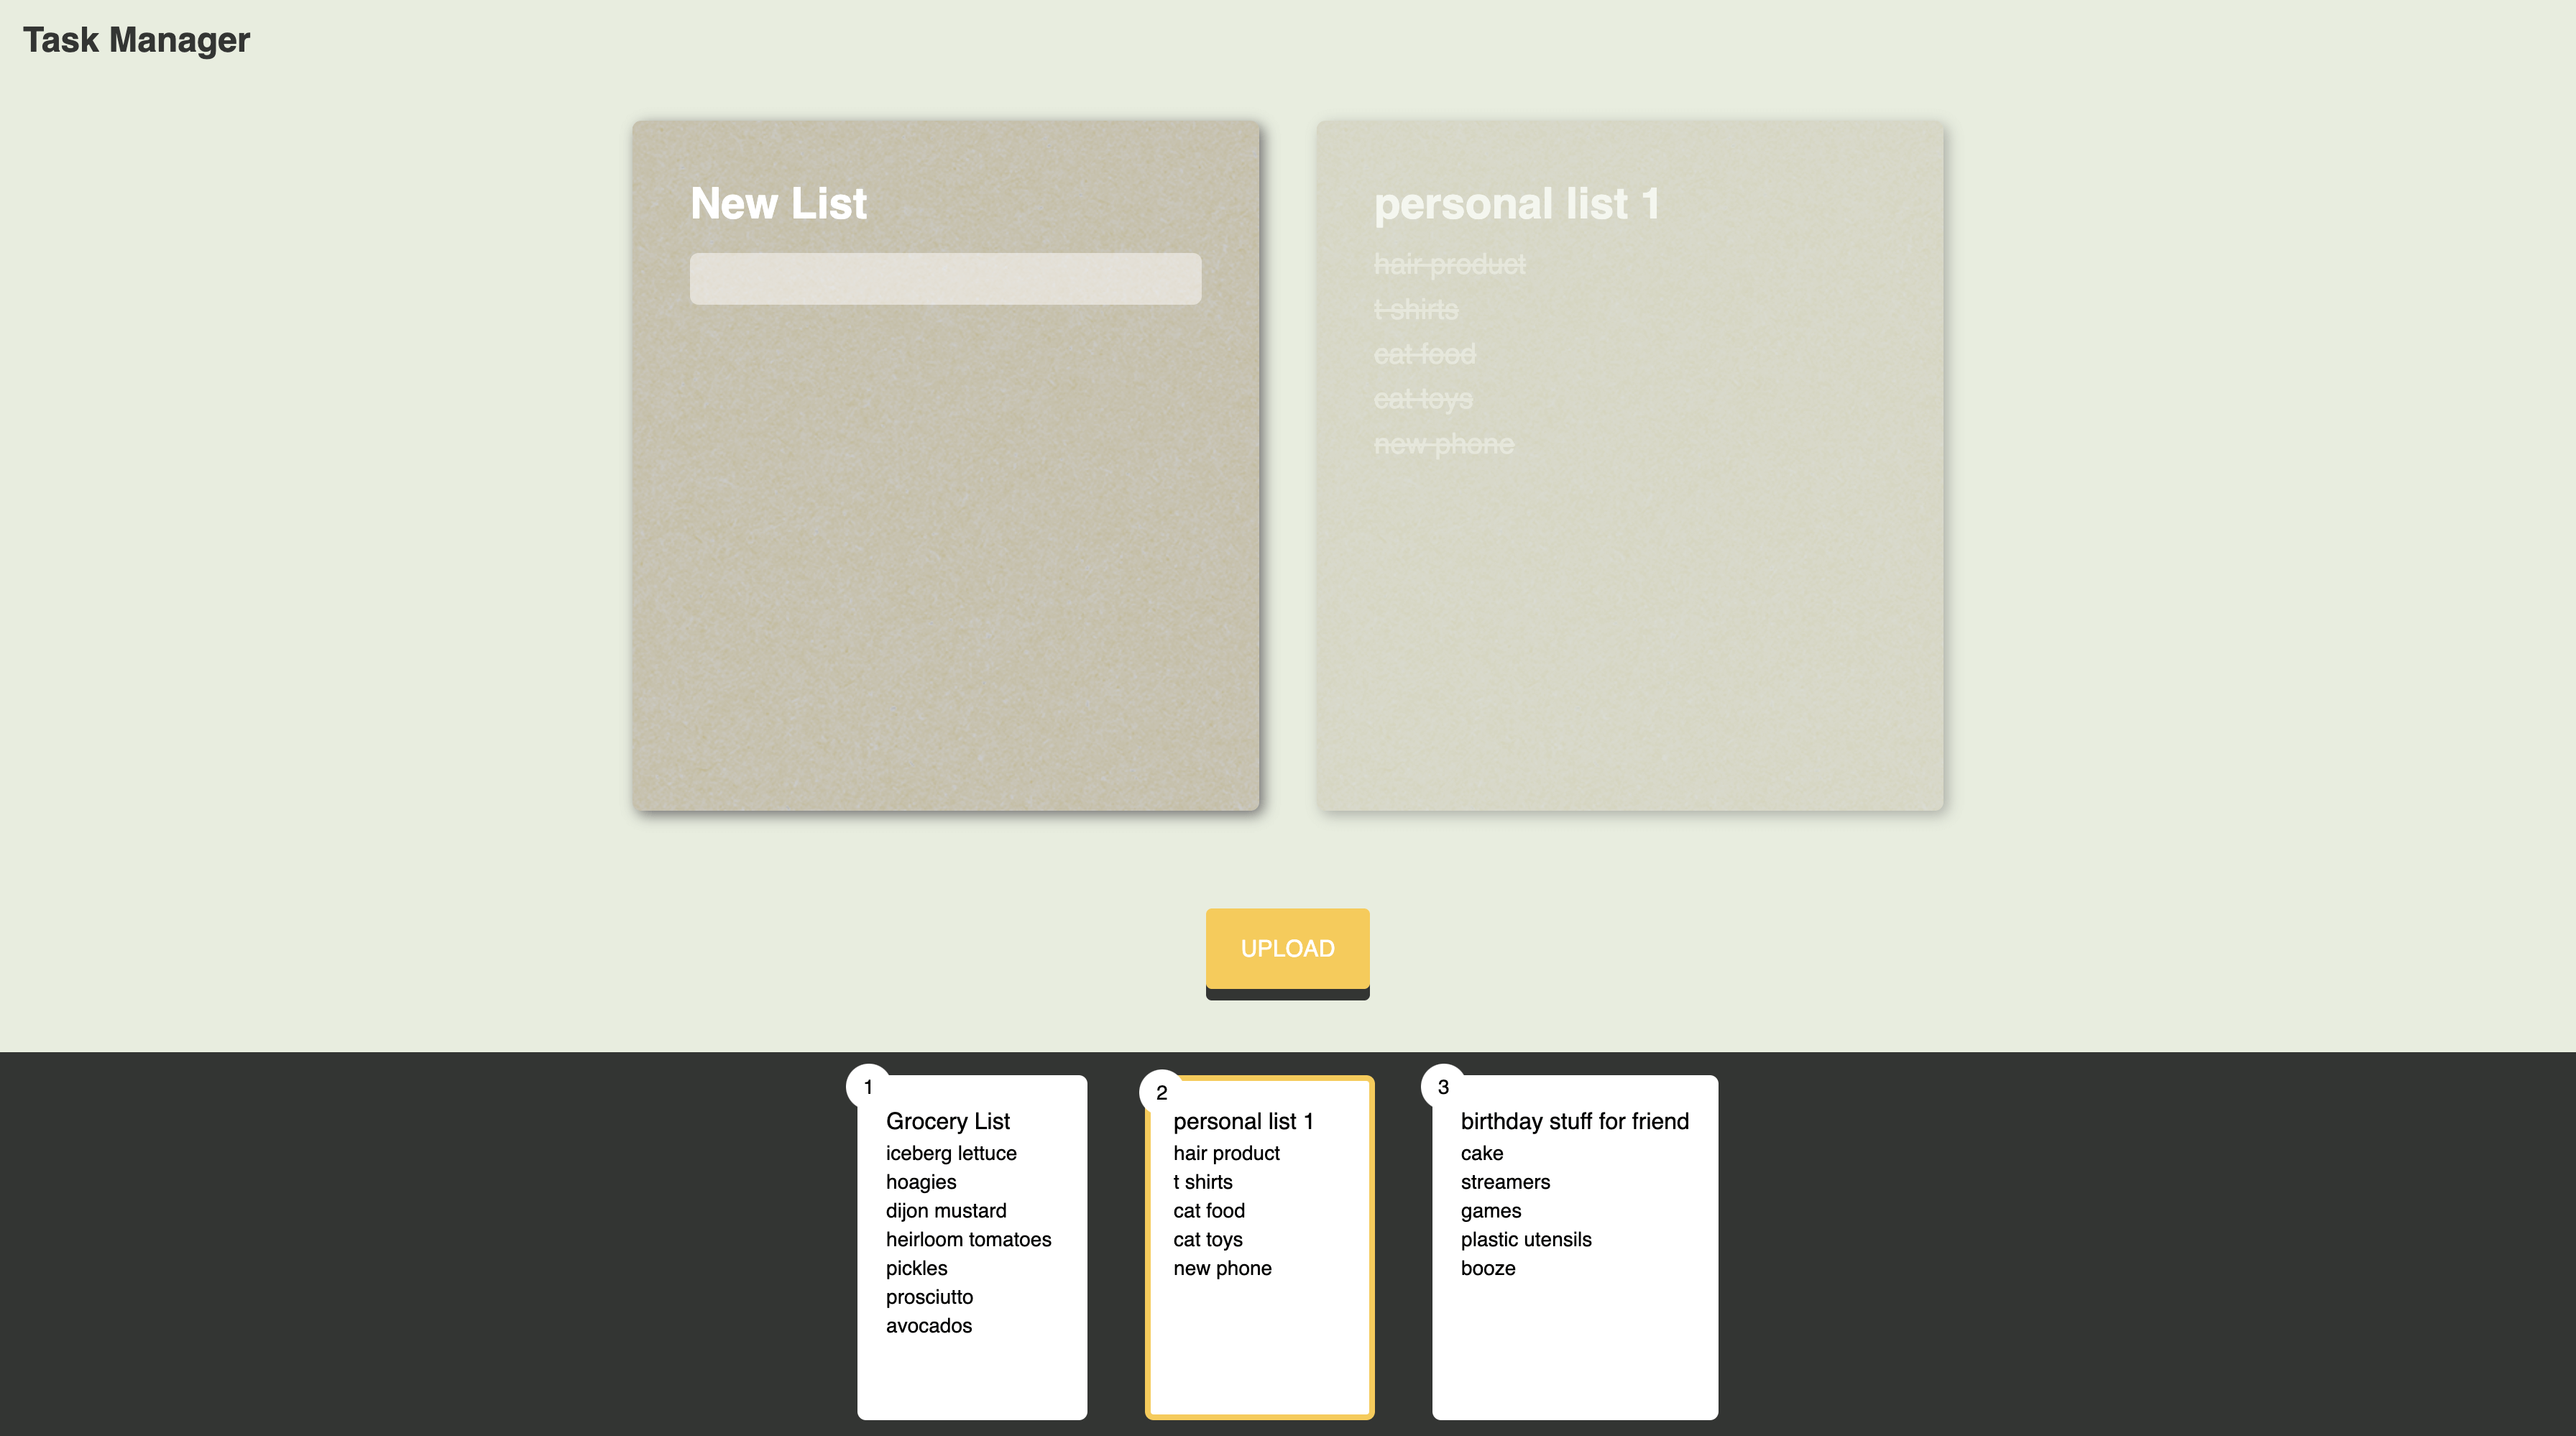 Task Manager
New List
personal list 1
hair product
t shirts
cat food
cat toys
new phone
UPLOAD
1
Grocery List
iceberg lettuce
hoagies
dijon mustard
heirloom tomatoes
pickles
prosciutto
avocados
2
personal list 1
hair product
t shirts
cat food
cat toys
new phone
3
birthday stuff for friend
cake
streamers
games
plastic utensils
booze